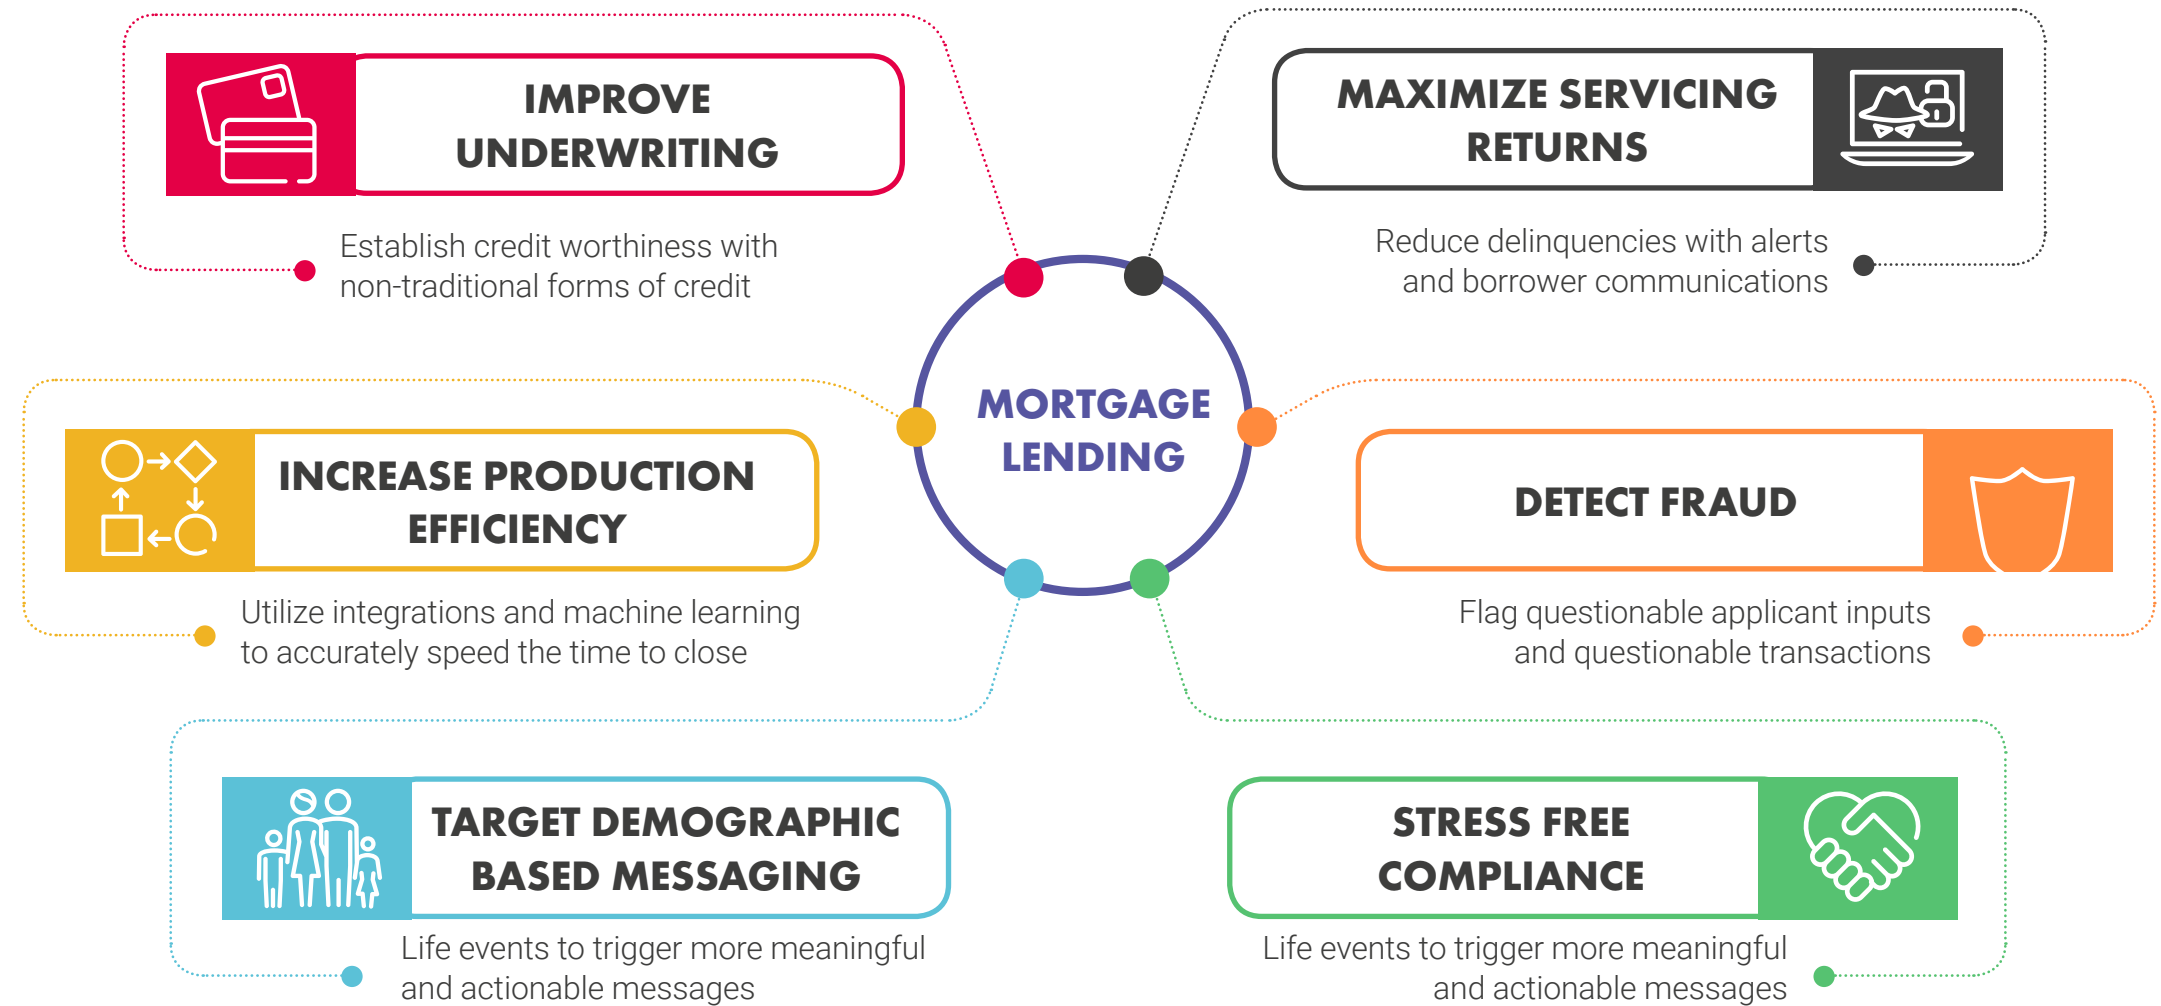 IMPROVE
UNDERWRITING
Establish credit worthiness with
non-traditional forms of credit
MAXIMIZE SERVICING
RETURNS
Reduce delinquencies with alerts
and borrower communications
MORTGAGE
LENDING
INCREASE PRODUCTION
EFFICIENCY
Utilize integrations and machine learning
to accurately speed the time to close
DETECT FRAUD
Flag questionable applicant inputs
and questionable transactions
TARGET DEMOGRAPHIC
BASED MESSAGING
Life events to trigger more meaningful
and actionable messages
STRESS FREE
COMPLIANCE
Life events to trigger more meaningful
and actionable messages